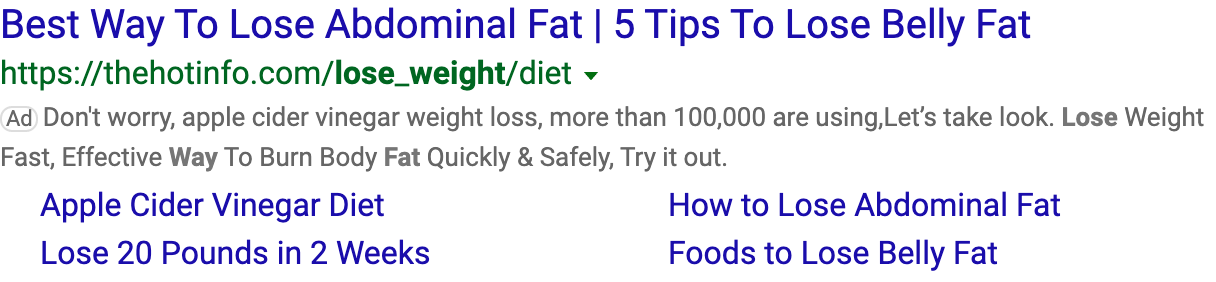 Best Way To Lose Abdominal Fat | 5 Tips To Lose Belly Fat
https://thehotinfo.com/lose_weight/diet
Ad Don't worry, apple cider vinegar weight loss, more than 100,000 are using,Let’s take look. Lose Weight
Fast, Effective Way To Burn Body Fat Quickly & Safely, Try it out.
Apple Cider Vinegar Diet How to Lose Abdominal Fat
Lose 20 Pounds in 2 Weeks Foods to Lose Belly Fat